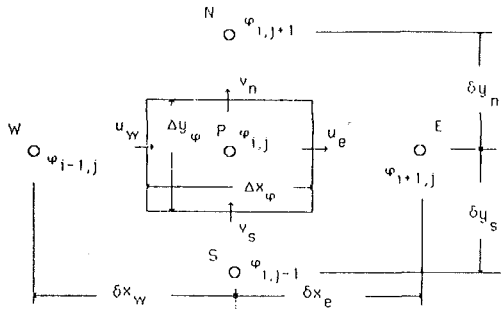 N φi,j+1
vn
δyn
W uw Δyφ P φi,j ue E
φi-1,j φi+1,j
Δxφ
vs
δys
S φi,j-1
δxw δxe